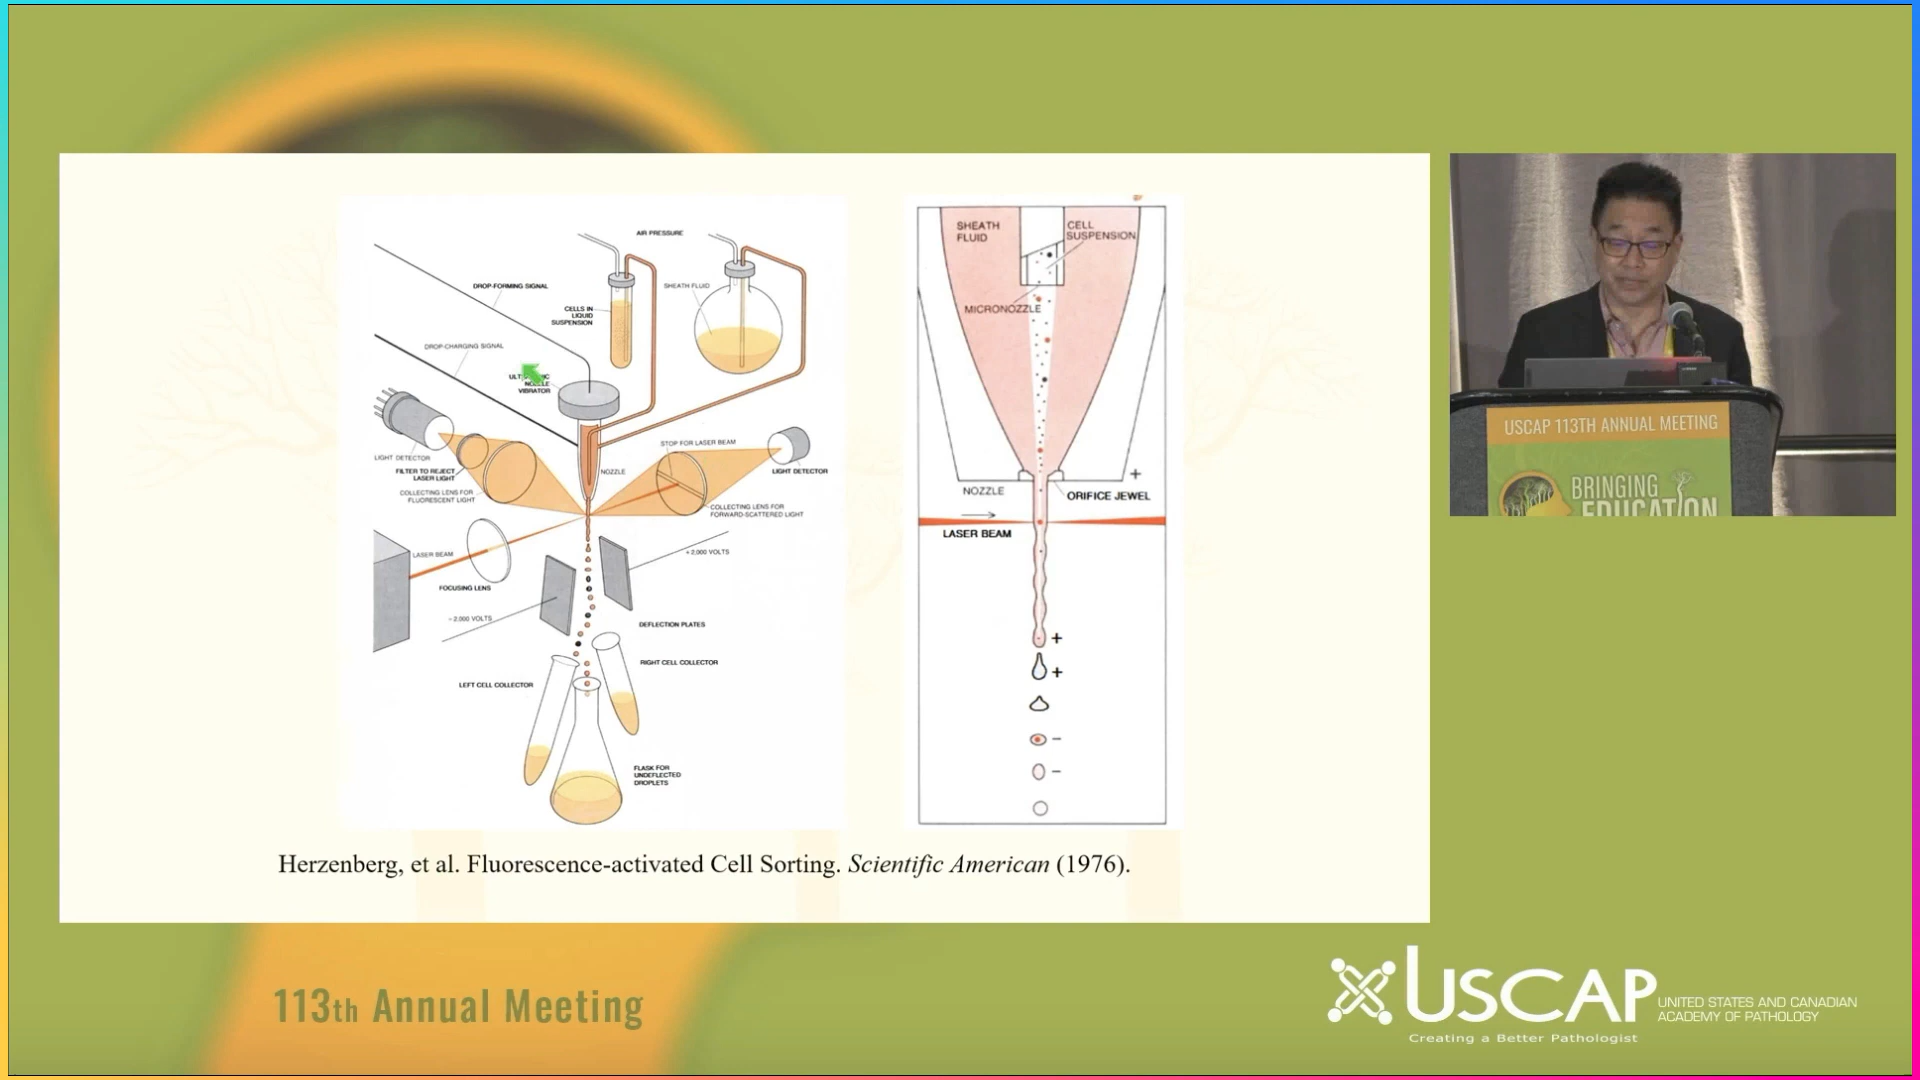 AIR PRESSURE
DROP-FORMING SIGNAL
CELLS IN
LIQUID
SUSPENSION
SHEATH FLUID
DROP-CHARGING SIGNAL
VIBRATOR
LIGHT DETECTOR
FILTER TO REJECT
LASER LIGHT
COLLECTING LENS FOR
FLUORESCENT LIGHT
STOP FOR LASER BEAM
NOZZLE
LIGHT DETECTOR
COLLECTING LENS FOR
FORWARD-SCATTERED LIGHT
LASER BEAM
FOCUSING LENS
+ 2,000 VOLTS
– 2,000 VOLTS
DEFLECTION PLATES
RIGHT CELL COLLECTOR
LEFT CELL COLLECTOR
FLASK FOR
UNDEFLECTED
DROPLETS
SHEATH
FLUID
CELL
SUSPENSION
MICRONOZZLE
NOZZLE
+
ORIFICE JEWEL
LASER BEAM
+
+
–
–
Herzenberg, et al. Fluorescence-activated Cell Sorting. Scientific American (1976).
USCAP 113TH ANNUAL MEETING
BRINGING
EDUCATION
113th Annual Meeting
USCAP
UNITED STATES AND CANADIAN
ACADEMY OF PATHOLOGY
Creating a Better Pathologist